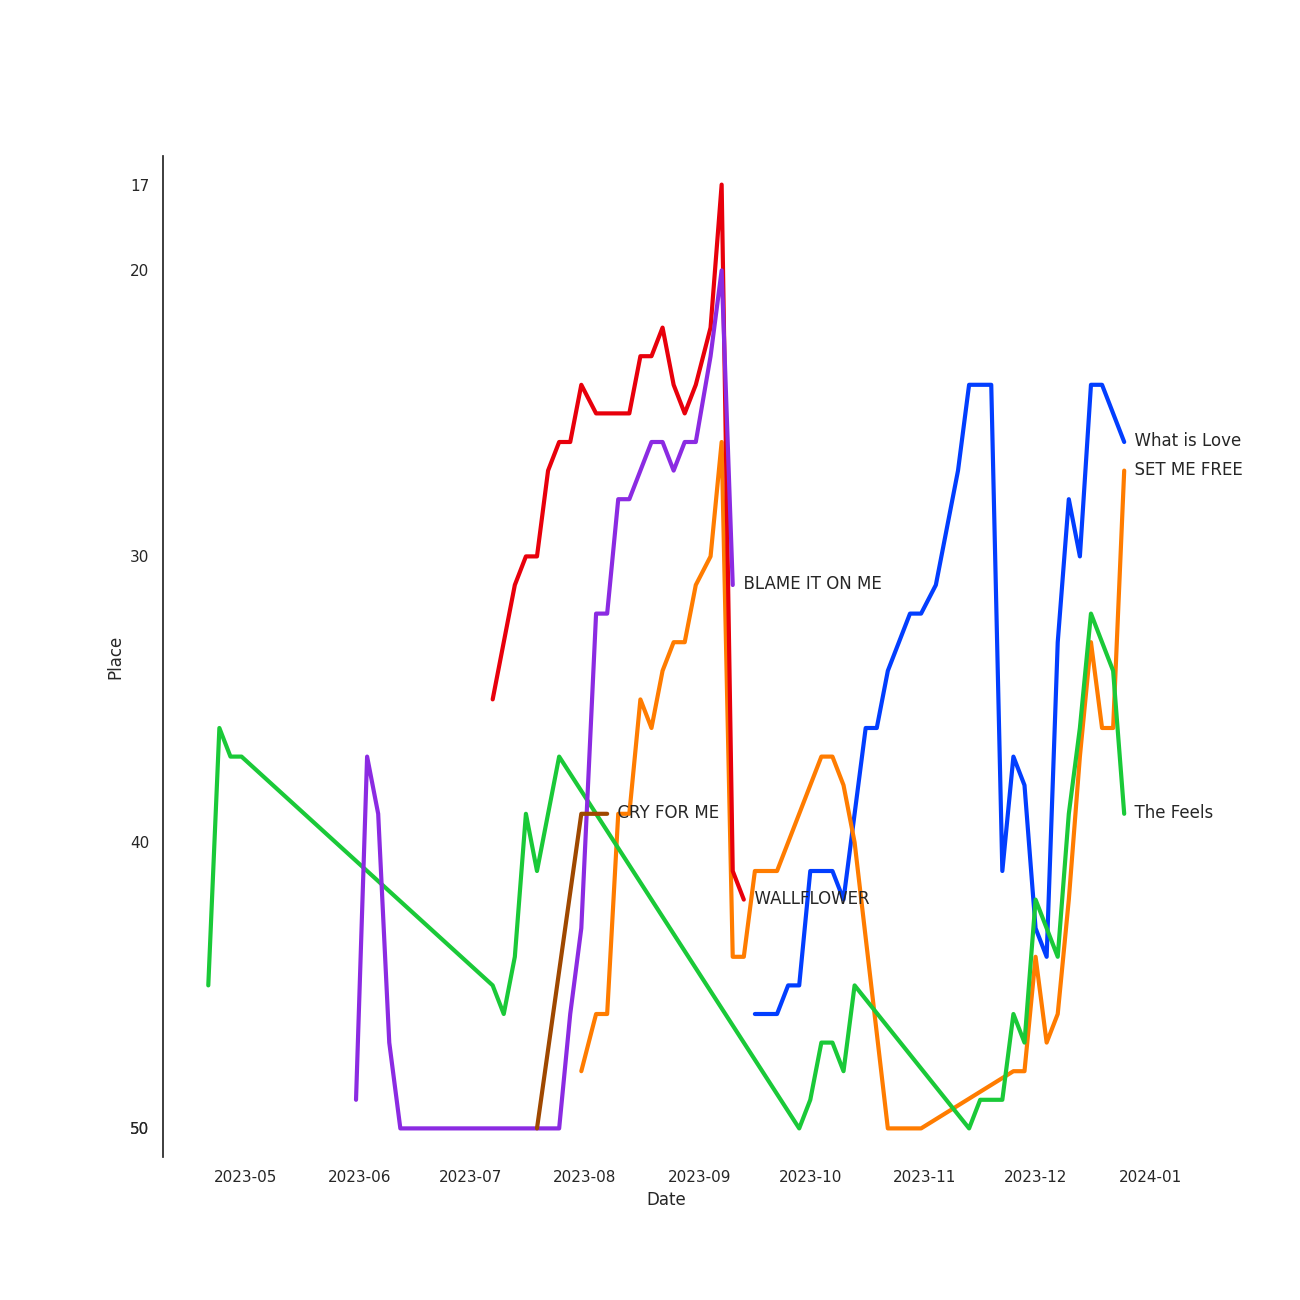 17
20
What is Love
SET ME FREE
30
BLAME IT ON ME
Place
CRY FOR ME
The Feels
40
WALLFLOWER
50
2023-05
2023-06
2023-07
2023-08
2023-09
2023-10
2023-11
2023-12
2024-01
Date